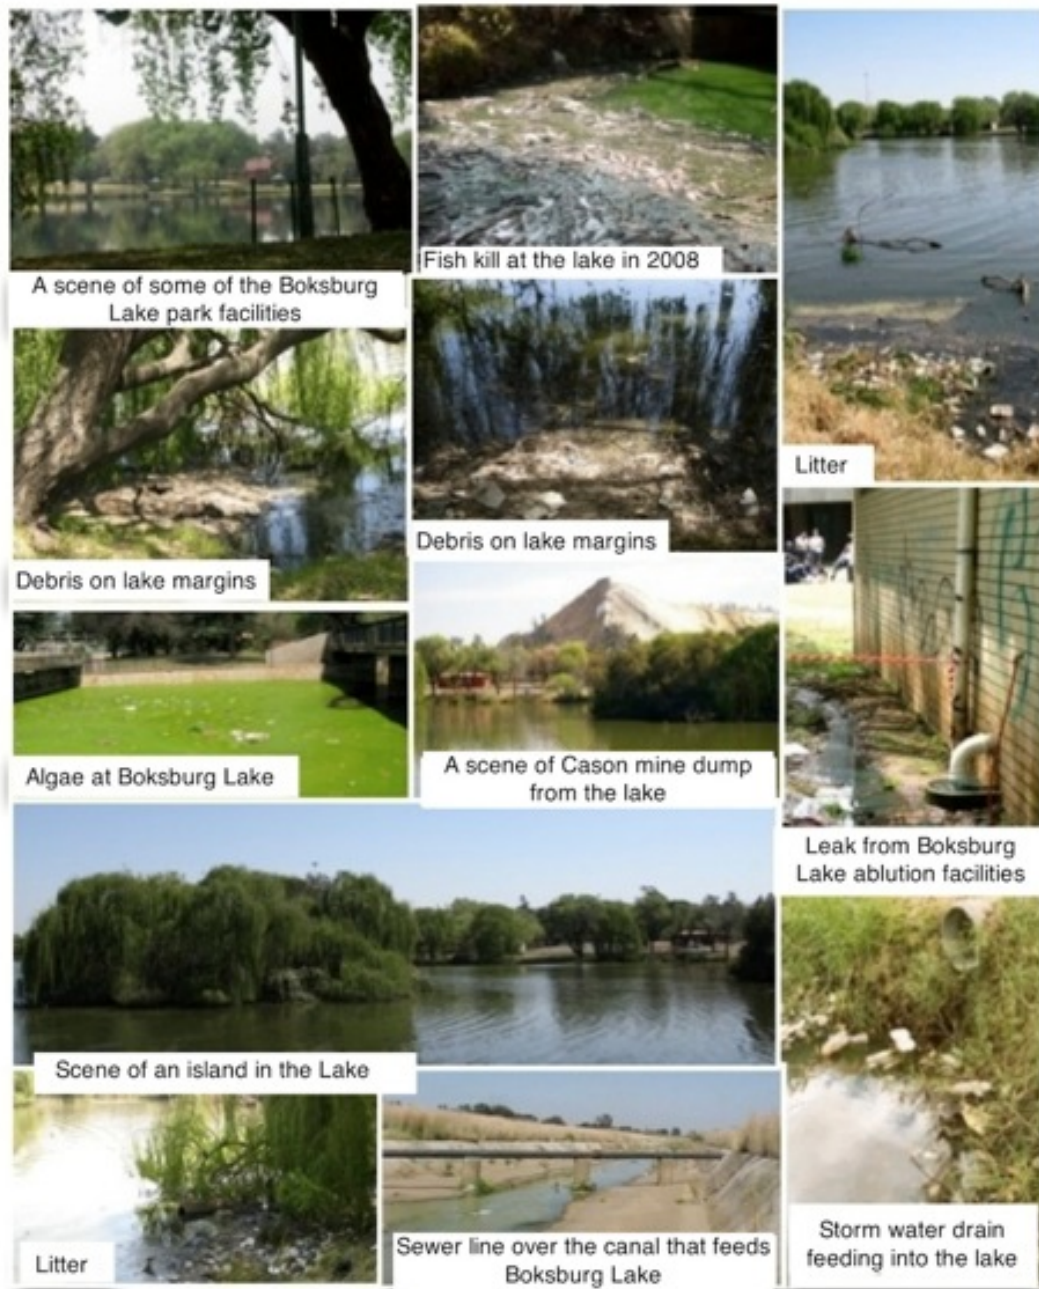 A scene of some of the Boksburg
Lake park facilities
Fish kill at the lake in 2008
Litter
Debris on lake margins
Debris on lake margins
Algae at Boksburg Lake
A scene of Cason mine dump
from the lake
Leak from Boksburg
Lake ablution facilities
Scene of an island in the Lake
Litter
Sewer line over the canal that feeds
Boksburg Lake
Storm water drain
feeding into the lake